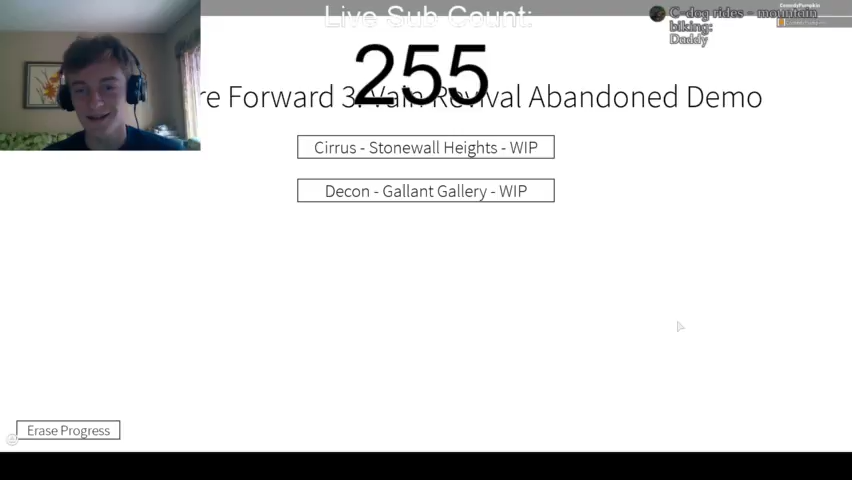 Live Sub Count:
255
C-dog rides - mountain
biking:
Daddy
re Forward 3: Vain Revival Abandoned Demo
Cirrus - Stonewall Heights - WIP
Decon - Gallant Gallery - WIP
Erase Progress